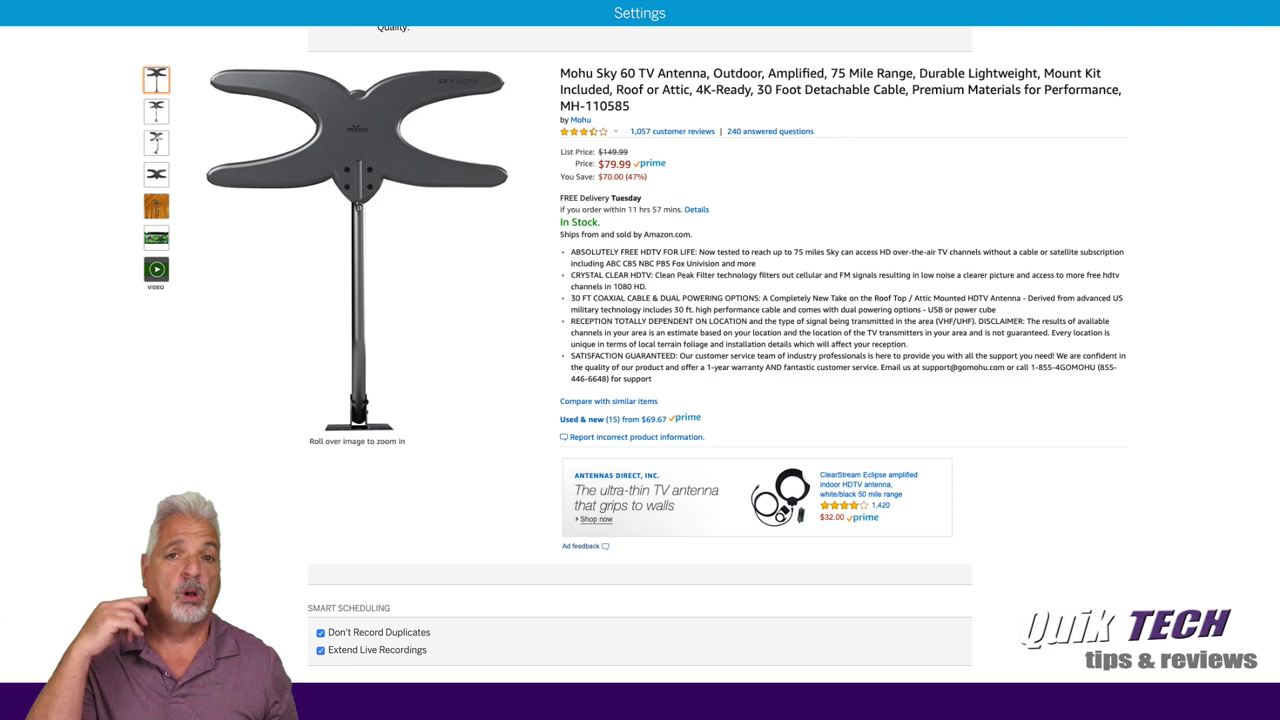 Settings
Quality:
SKY HDTV
mohu
VIDEO
Roll over image to zoom in
Mohu Sky 60 TV Antenna, Outdoor, Amplified, 75 Mile Range, Durable Lightweight, Mount Kit
Included, Roof or Attic, 4K-Ready, 30 Foot Detachable Cable, Premium Materials for Performance,
MH-110585
by Mohu
1,057 customer reviews | 240 answered questions
List Price: $149.99
Price: $79.99 prime
You Save: $70.00 (47%)
FREE Delivery Tuesday
if you order within 11 hrs 57 mins. Details
In Stock.
Ships from and sold by Amazon.com.
ABSOLUTELY FREE HDTV FOR LIFE: Now tested to reach up to 75 miles Sky can access HD over-the-air TV channels without a cable or satellite subscription
including ABC CBS NBC PBS Fox Univision and more
CRYSTAL CLEAR HDTV: Clean Peak Filter technology filters out cellular and FM signals resulting in low noise a clearer picture and access to more free hdtv
channels in 1080 HD.
30 FT COAXIAL CABLE & DUAL POWERING OPTIONS: A Completely New Take on the Roof Top / Attic Mounted HDTV Antenna - Derived from advanced US
military technology includes 30 ft. high performance cable and comes with dual powering options - USB or power cube
RECEPTION TOTALLY DEPENDENT ON LOCATION and the type of signal being transmitted in the area (VHF/UHF). DISCLAIMER: The results of available
channels in your area is an estimate based on your location and the location of the TV transmitters in your area and is not guaranteed. Every location is
unique in terms of local terrain foliage and installation details which will affect your reception.
SATISFACTION GUARANTEED: Our customer service team of industry professionals is here to provide you with all the support you need! We are confident in
the quality of our product and offer a 1-year warranty AND fantastic customer service. Email us at support@gomohu.com or call 1-855-4GOMOHU (855-
446-6648) for support
Compare with similar items
Used & new (15) from $69.67 prime
Report incorrect product information.
ANTENNAS DIRECT, INC.
The ultra-thin TV antenna
that grips to walls
› Shop now
ClearStream Eclipse amplified
indoor HDTV antenna,
white/black 50 mile range
1,420
$32.00 prime
Ad feedback
SMART SCHEDULING
Don't Record Duplicates
Extend Live Recordings
Quik TECH
tips & reviews